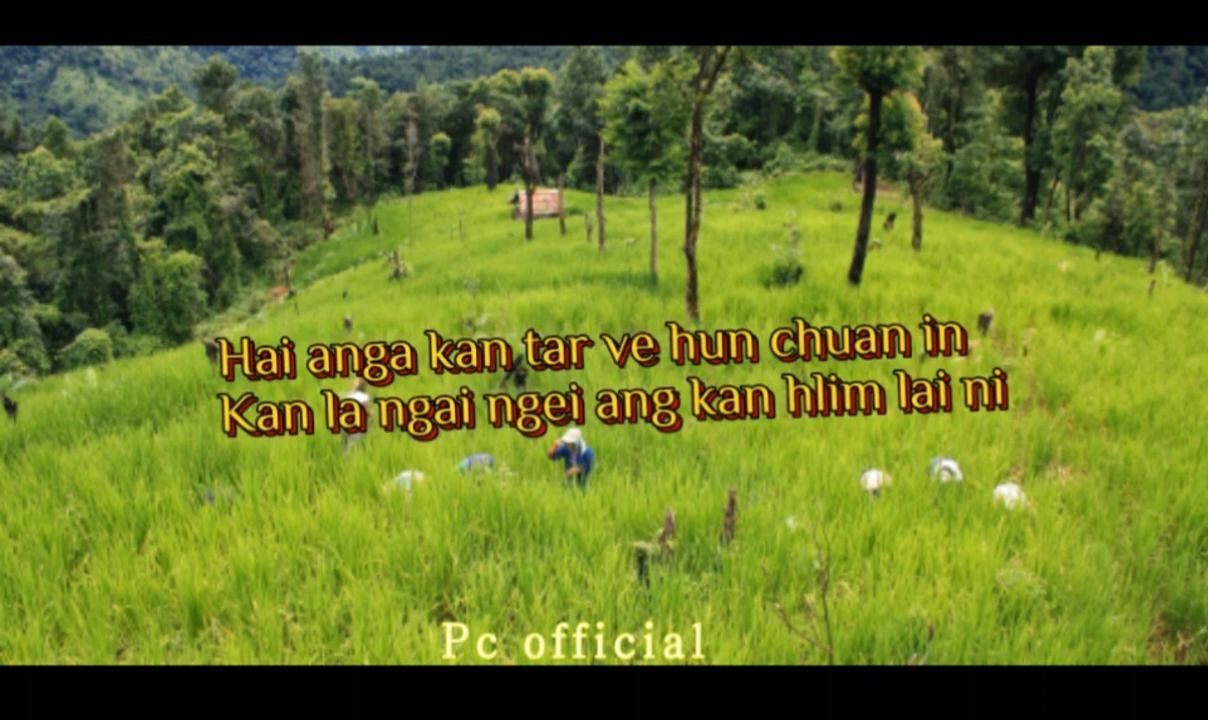 Hai anga kan tar ve hun chuan in
Kan la ngai ngei ang kan hlim lai ni
Pc official